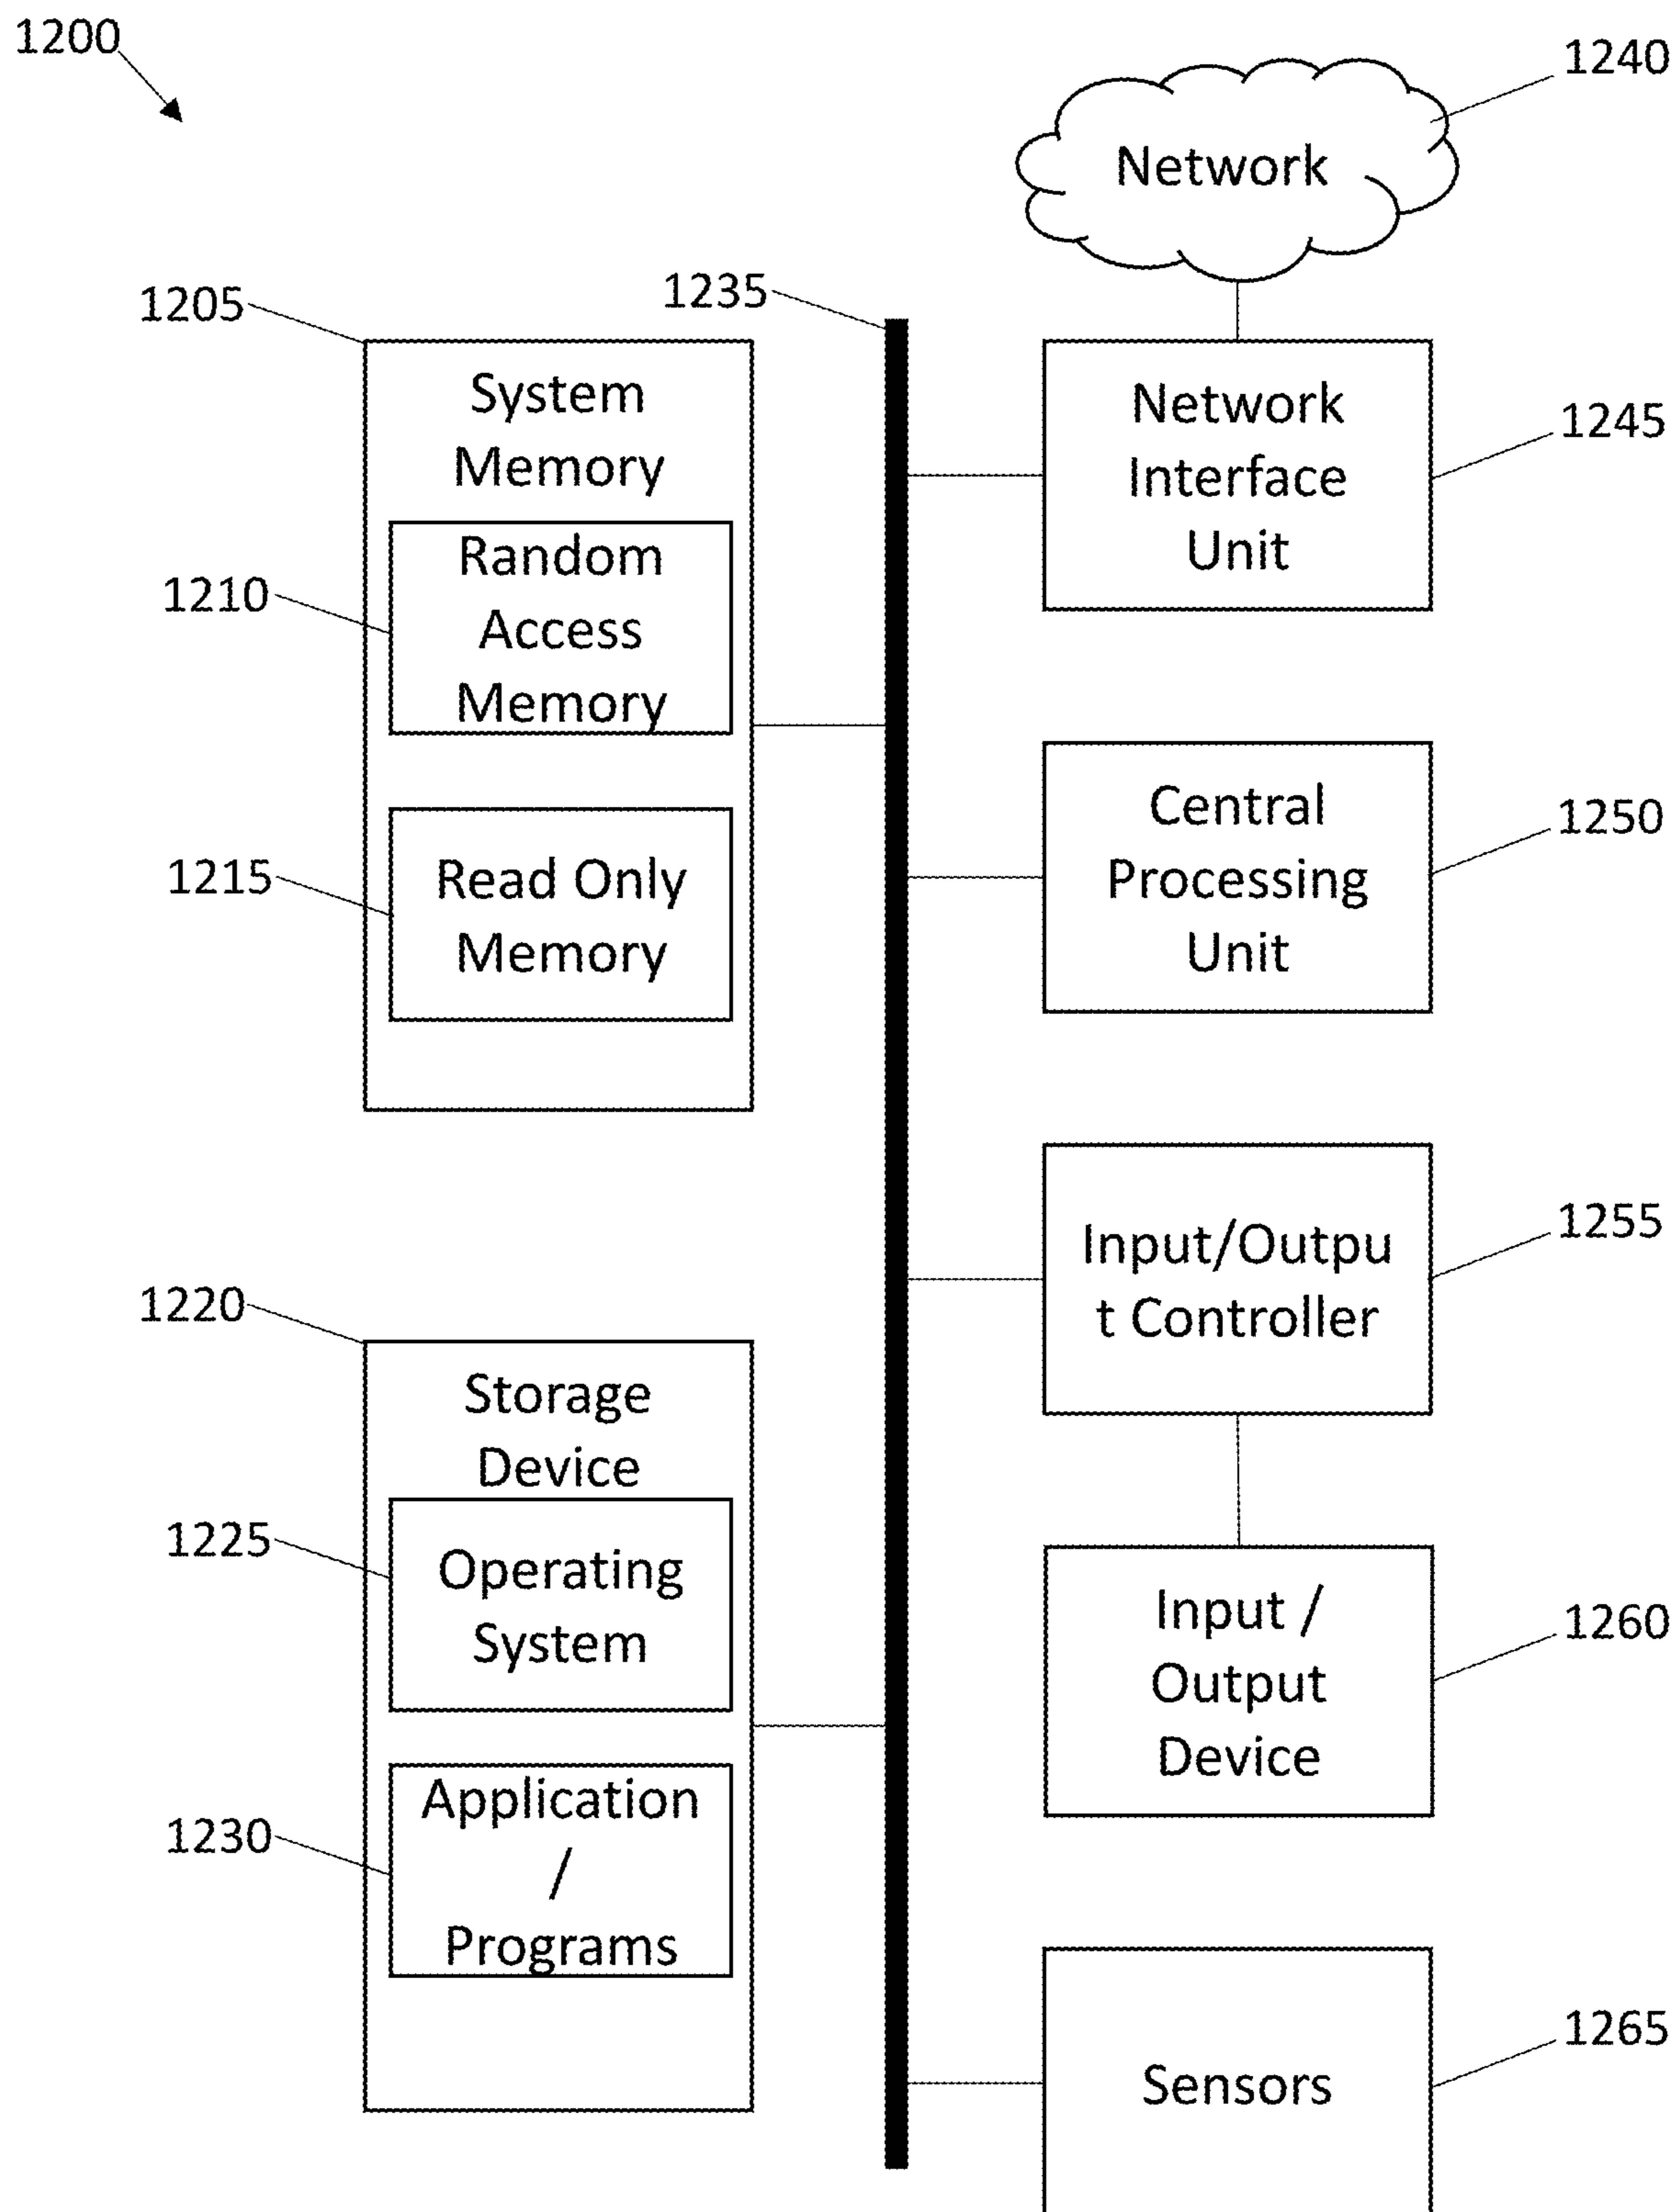 1200
1240
Network
1205
1235
System
Memory
Random
Access
Memory
1210
Read Only
Memory
1215
Network
Interface
Unit
1245
Central
Processing
Unit
1250
Input/Outpu
t Controller
1255
1220
Storage
Device
Operating
System
1225
Application
/
Programs
1230
Input /
Output
Device
1260
Sensors
1265